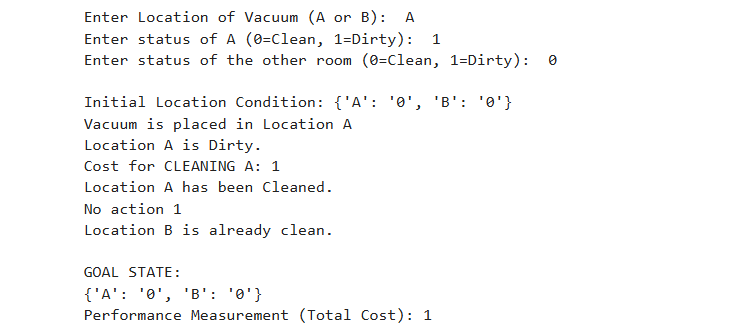 Enter Location of Vacuum (A or B):  A
Enter status of A (0=Clean, 1=Dirty):  1
Enter status of the other room (0=Clean, 1=Dirty):  0
Initial Location Condition: {'A': '0', 'B': '0'}
Vacuum is placed in Location A
Location A is Dirty.
Cost for CLEANING A: 1
Location A has been Cleaned.
No action 1
Location B is already clean.
GOAL STATE:
{'A': '0', 'B': '0'}
Performance Measurement (Total Cost): 1